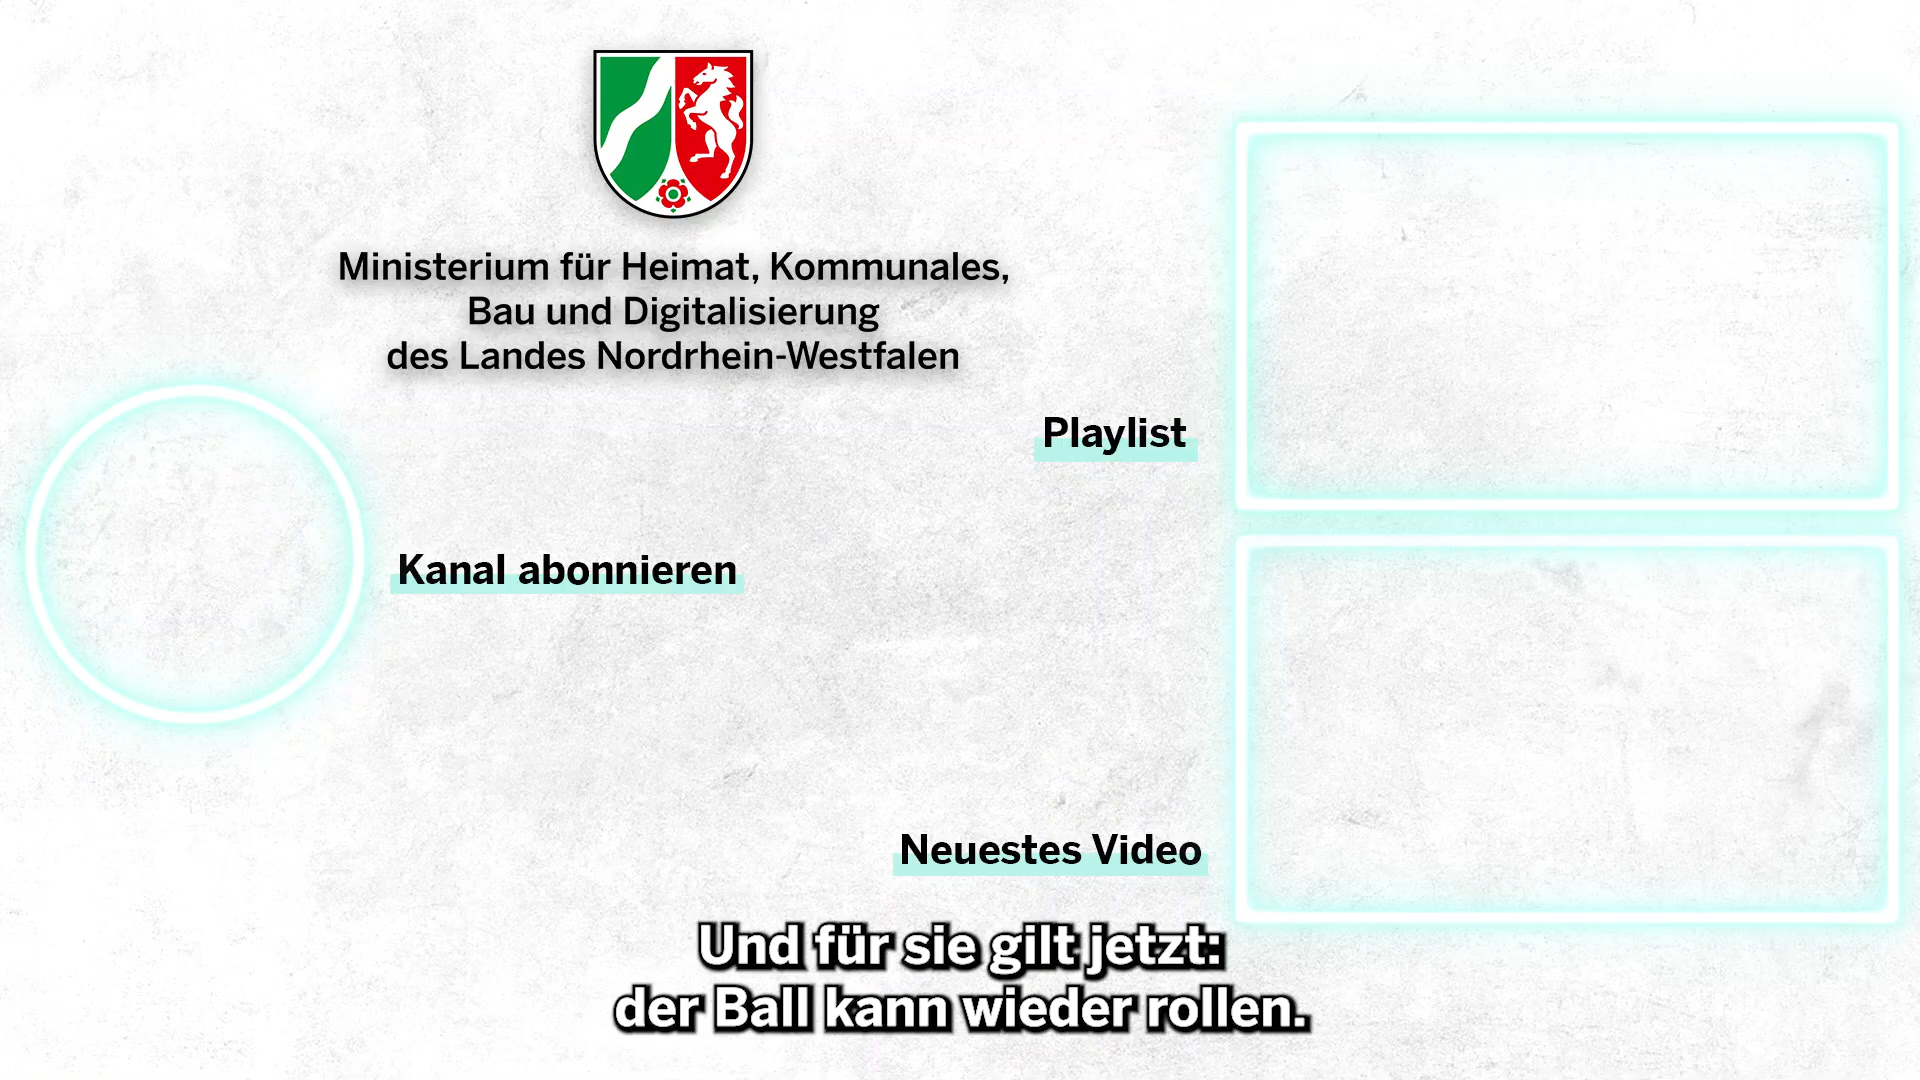 Ministerium für Heimat, Kommunales,
Bau und Digitalisierung
des Landes Nordrhein-Westfalen
Playlist
Kanal abonnieren
Neuestes Video
Und für sie gilt jetzt:
der Ball kann wieder rollen.